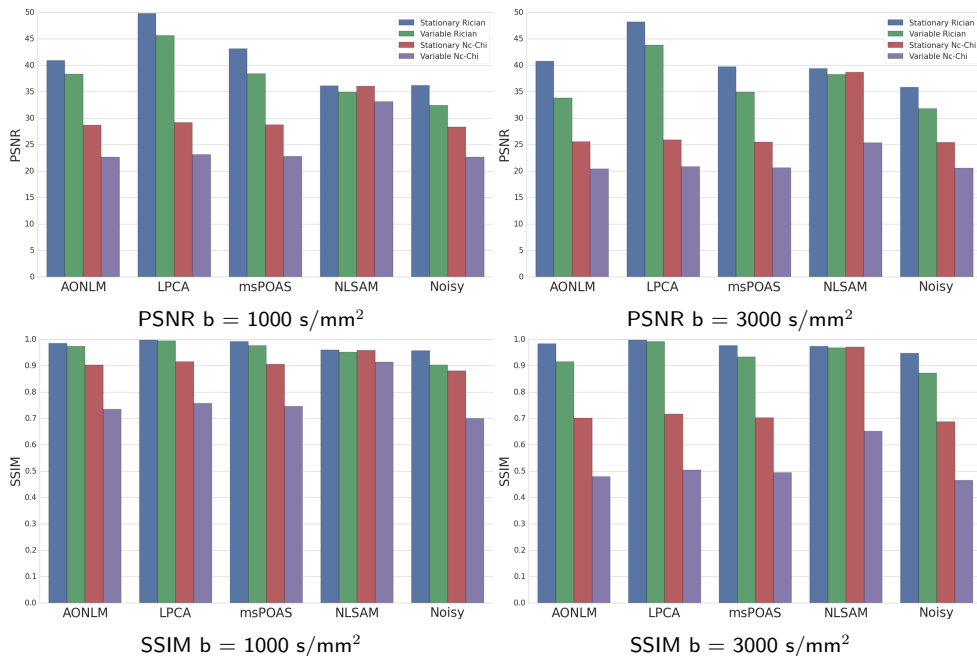 50
45
40
35
30
25
20
15
10
5
0
PSNR
Stationary Rician
Variable Rician
Stationary Nc-Chi
Variable Nc-Chi
AONLM LPCA msPOAS NLSAM Noisy
PSNR b = 1000 s/mm²
50
45
40
35
30
25
20
15
10
5
0
PSNR
Stationary Rician
Variable Rician
Stationary Nc-Chi
Variable Nc-Chi
AONLM LPCA msPOAS NLSAM Noisy
PSNR b = 3000 s/mm²
1.0
0.9
0.8
0.7
0.6
0.5
0.4
0.3
0.2
0.1
0.0
SSIM
AONLM LPCA msPOAS NLSAM Noisy
SSIM b = 1000 s/mm²
1.0
0.9
0.8
0.7
0.6
0.5
0.4
0.3
0.2
0.1
0.0
SSIM
AONLM LPCA msPOAS NLSAM Noisy
SSIM b = 3000 s/mm²